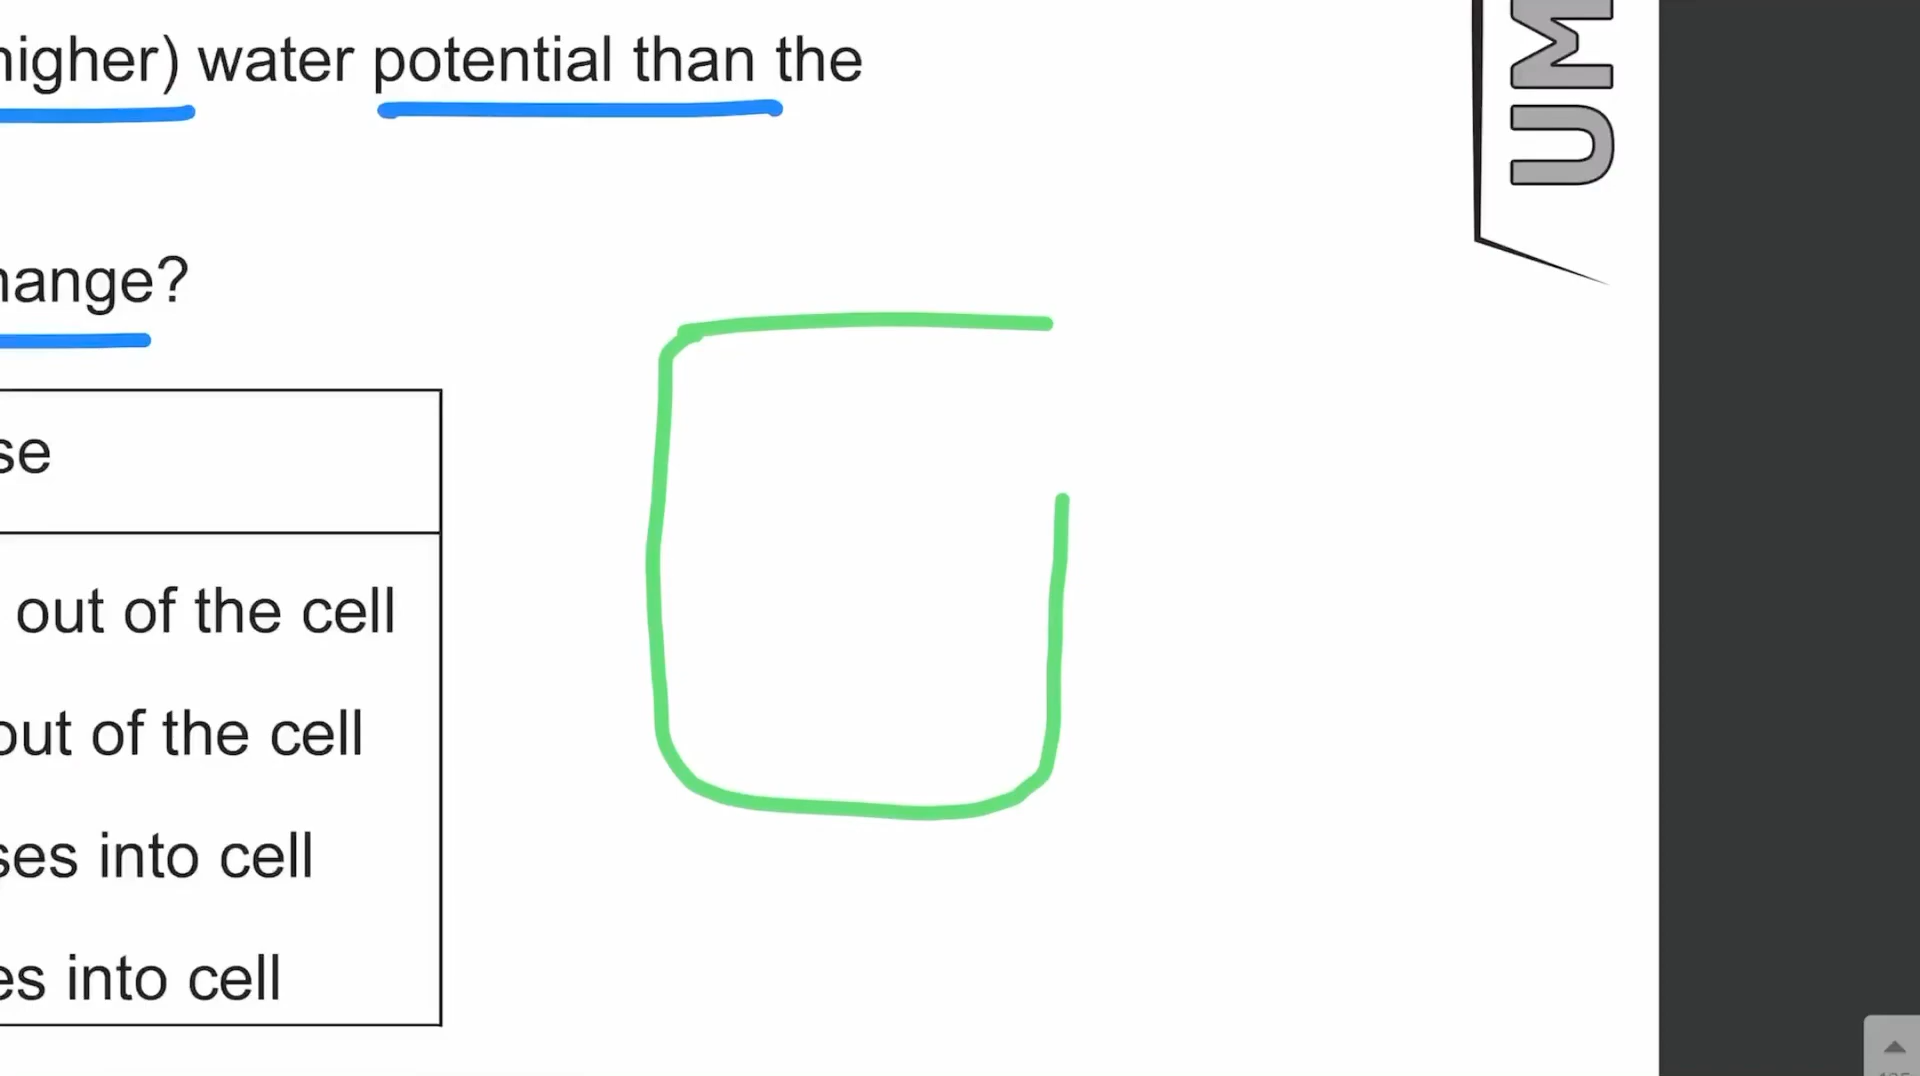 higher) water potential than the
hange?
se
out of the cell
out of the cell
ses into cell
es into cell
UM